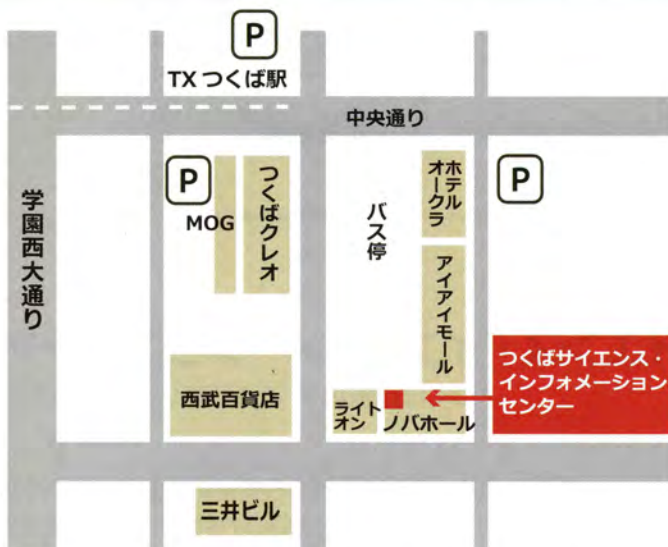 P
TX つくば駅
中央通り
P
MOG
つくばクレオ
ホテル
オークラ
P
学園西大通り
バス停
アイアイモール
つくばサイエンス・
インフォメーション
センター
西武百貨店
ライト
オン
ノバホール
三井ビル